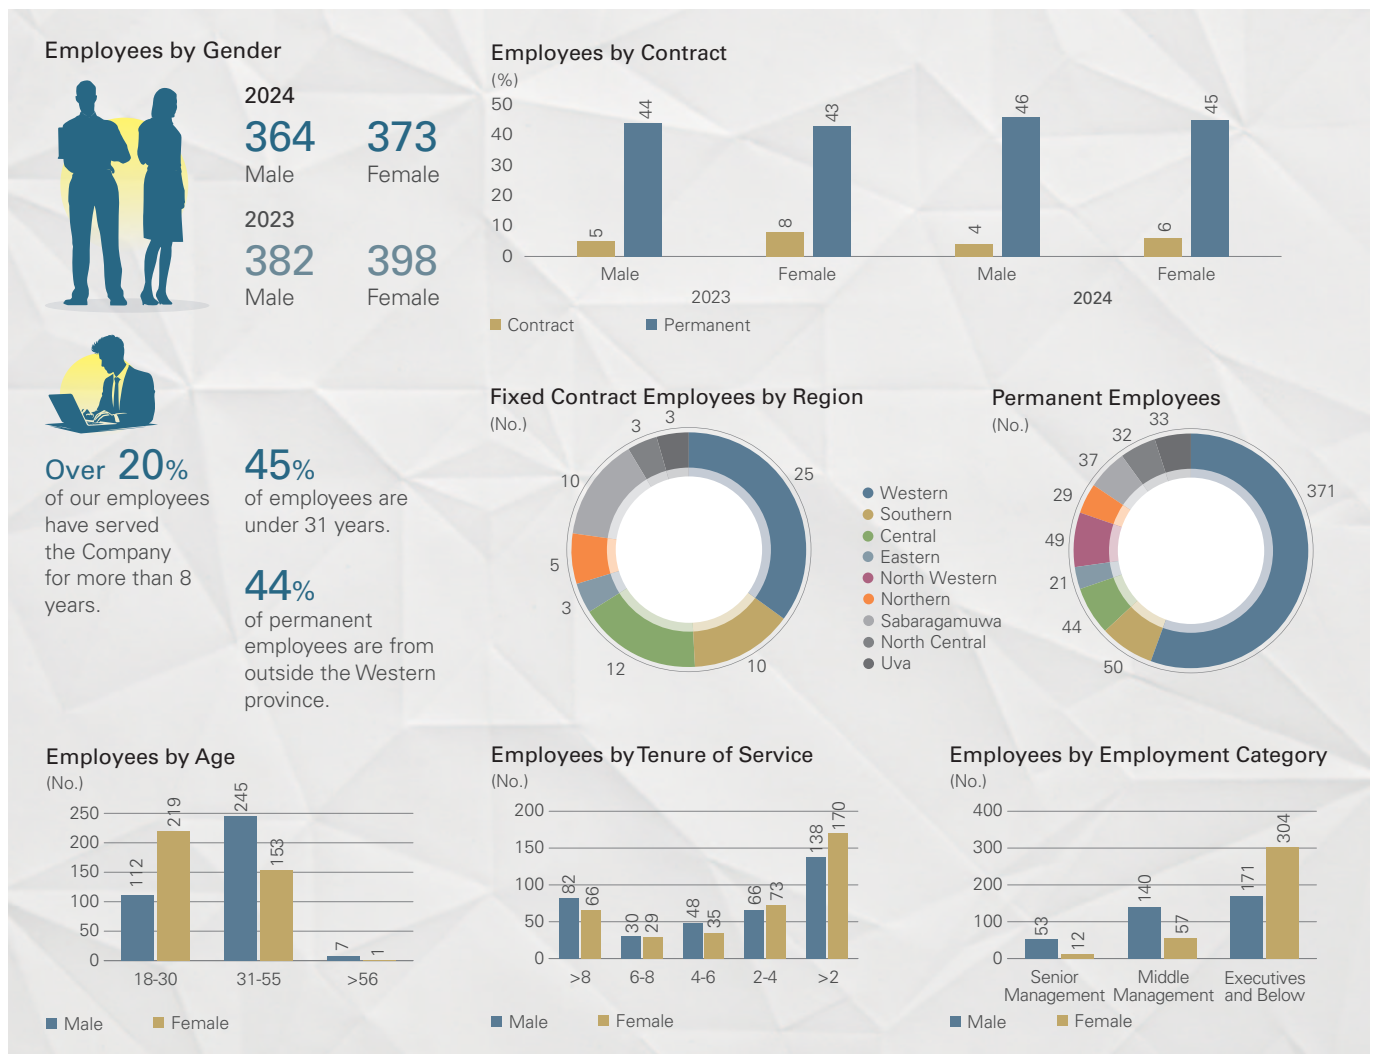 Employees by Gender
2024
364 373
Male Female
2023
382 398
Male Female
Employees by Contract
(%)
50
40
30
20
10
0
5 44 8 43 4 46 6 45
Male Female Male Female
2023 2024
Contract Permanent
Over 20%
of our employees
have served
the Company
for more than 8
years.
45%
of employees are
under 31 years.
44%
of permanent
employees are from
outside the Western
province.
Fixed Contract Employees by Region
(No.)
25
10
12
3
5
10
3
3
Western
Southern
Central
Eastern
North Western
Northern
Sabaragamuwa
North Central
Uva
Permanent Employees
(No.)
371
50
44
21
49
29
37
32
33
Employees by Age
(No.)
250
200
150
100
50
0
112 219 245 153 7 1
18-30 31-55 >56
Male Female
Employees by Tenure of Service
(No.)
200
150
100
50
0
82 66 30 29 48 35 66 73 138 170
>8 6-8 4-6 2-4 >2
Male Female
Employees by Employment Category
(No.)
400
300
200
100
0
53 12 140 57 171 304
Senior Middle Executives
Management Management and Below
Male Female